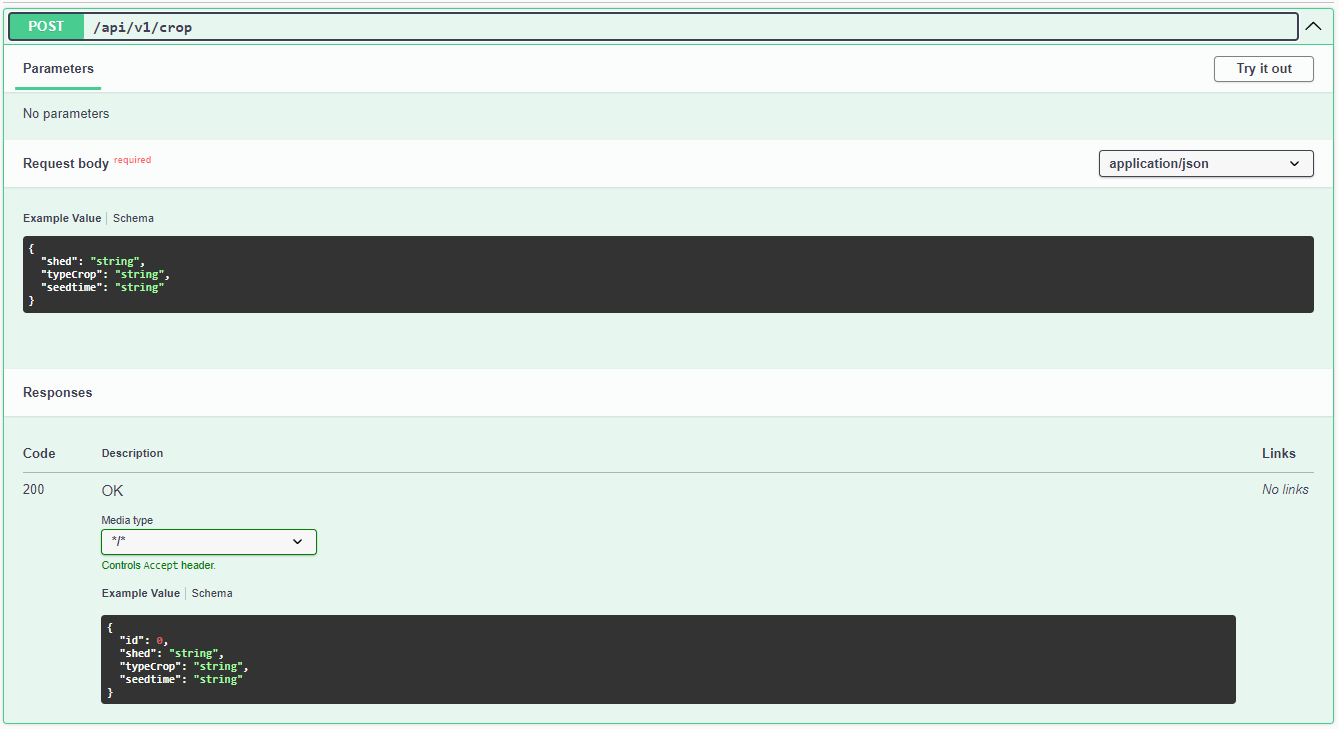 POST /api/v1/crop
Parameters Try it out
No parameters
Request body required application/json
Example Value Schema
{
  "shed": "string",
  "typeCrop": "string",
  "seedtime": "string"
}
Responses
Code Description Links
200 OK No links
Media type
*/*
Controls Accept header.
Example Value Schema
{
  "id": 0,
  "shed": "string",
  "typeCrop": "string",
  "seedtime": "string"
}